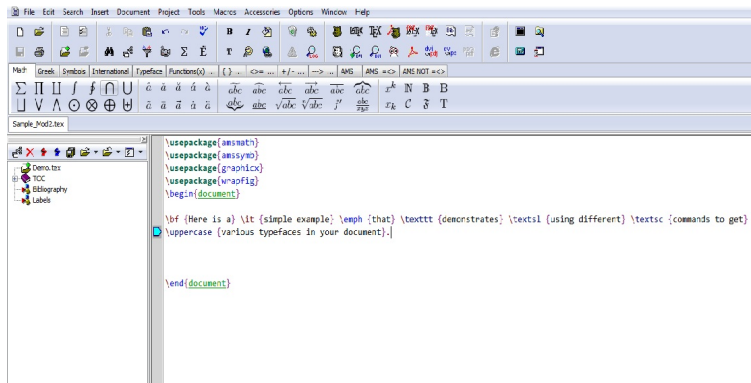 File Edit Search Insert Document Project Tools Macros Accessories Options Window Help
Math Greek Symbols International Typeface Functions(x) .. { } .. <>= ... +/- ... --> .. AMS AMS =<> AMS NOT =<>
Sample_Mod2.tex
Demo.tex
TCC
Bibliography
Labels
\usepackage{amsmath}
\usepackage{amssymb}
\usepackage{graphicx}
\usepackage{wrapfig}
\begin{document}
\bf {Here is a} \it {simple example} \emph {that} \texttt {demonstrates} \textsl {using different} \textsc {commands to get}
\uppercase {various typefaces in your document}.
\end{document}